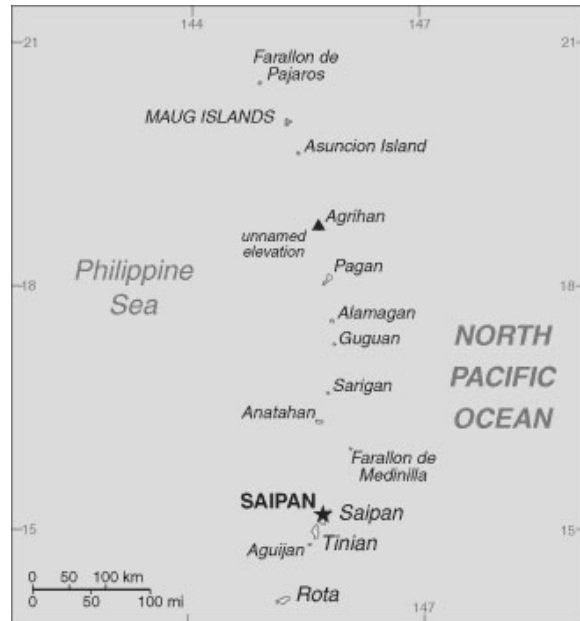 144 147
21 21
Farallon de
Pajaros
MAUG ISLANDS
Asuncion Island
Agrihan
unnamed
elevation
Philippine
Sea
Pagan
18 18
Alamagan
Guguan
NORTH
PACIFIC
OCEAN
Sarigan
Anatahan
Farallon de
Medinilla
SAIPAN
Saipan
15 15
Tinian
Aguijan
0 50 100 km
0 50 100 mi
Rota
147